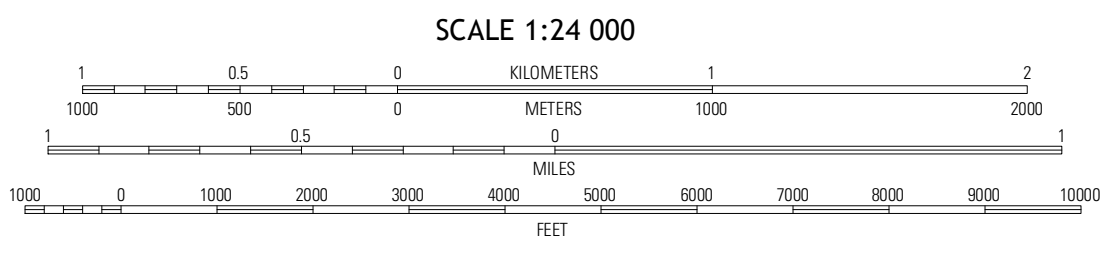 SCALE 1:24 000
1 0.5 0 KILOMETERS 1 2
1000 500 0 METERS 1000 2000
1 0.5 0 1
MILES
1000 0 1000 2000 3000 4000 5000 6000 7000 8000 9000 10000
FEET